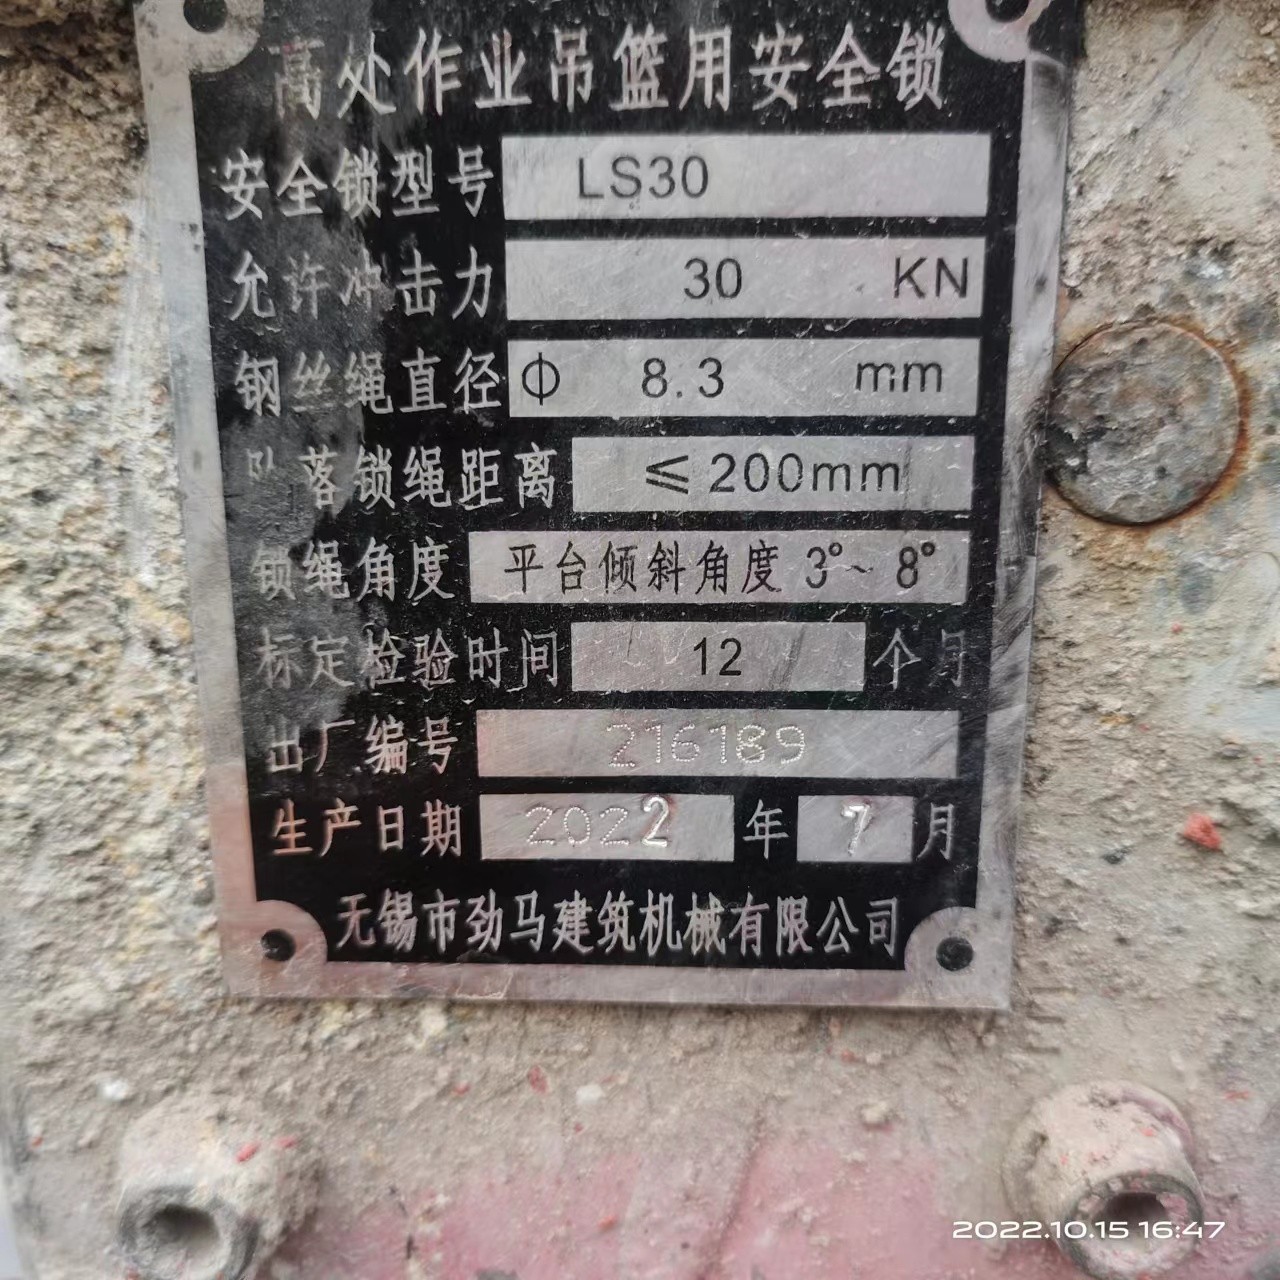 高处作业吊篮用安全锁
安全锁型号 LS30
允许冲击力 30 KN
钢丝绳直径 Φ 8.3 mm
坠落锁绳距离 ≤200mm
锁绳角度 平台倾斜角度 3°~ 8°
标定检验时间 12 个月
出厂编号 216189
生产日期 2022 年 7 月
无锡市劲马建筑机械有限公司
2022.10.15 16:47